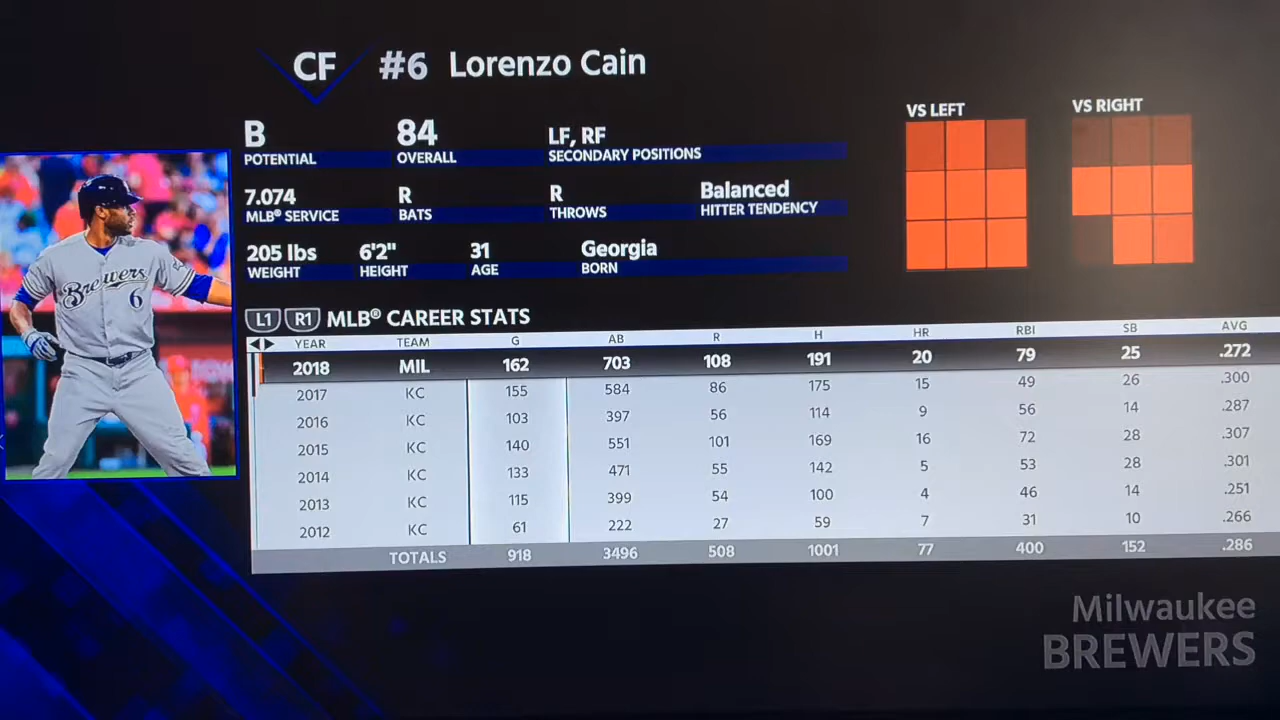 CF #6 Lorenzo Cain
B 84 LF, RF
POTENTIAL OVERALL SECONDARY POSITIONS
7.074 R R Balanced
MLB® SERVICE BATS THROWS HITTER TENDENCY
205 lbs 6'2" 31 Georgia
WEIGHT HEIGHT AGE BORN
VS LEFT VS RIGHT
Brewers
6
L1 R1 MLB® CAREER STATS
YEAR TEAM G AB R H HR RBI SB AVG
2018 MIL 162 703 108 191 20 79 25 .272
2017 KC 155 584 86 175 15 49 26 .300
2016 KC 103 397 56 114 9 56 14 .287
2015 KC 140 551 101 169 16 72 28 .307
2014 KC 133 471 55 142 5 53 28 .301
2013 KC 115 399 54 100 4 46 14 .251
2012 KC 61 222 27 59 7 31 10 .266
TOTALS 918 3496 508 1001 77 400 152 .286
Milwaukee
BREWERS